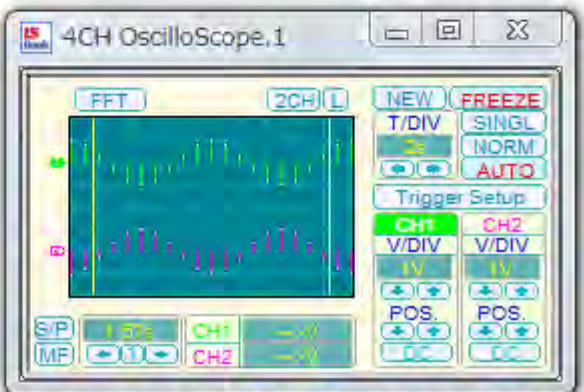 4CH OscilloScope.1
FFT 2CH L NEW FREEZE
T/DIV SINGL
2s NORM
AUTO
Trigger Setup
CH1 CH2
V/DIV V/DIV
1V 1V
POS. POS.
S/P CH1
MF T CH2
DC DC